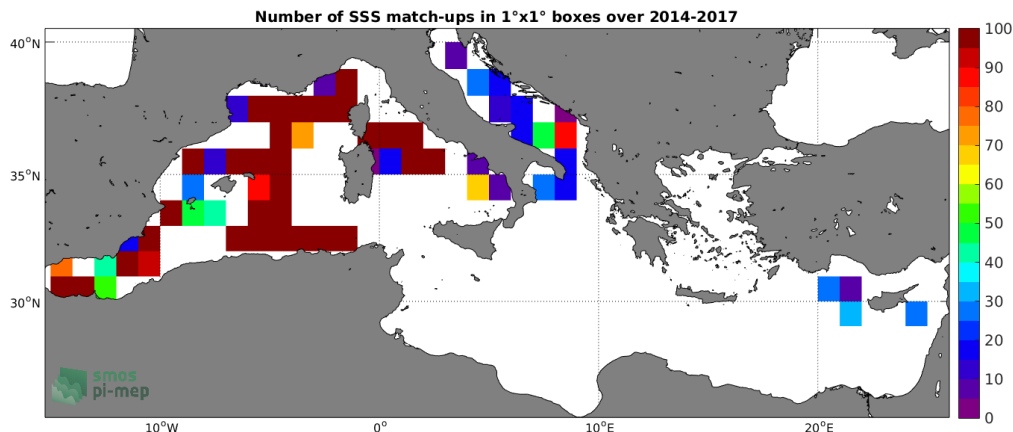 Number of SSS match-ups in 1°x1° boxes over 2014-2017
40°N
35°N
30°N
10°W
0°
10°E
20°E
100
90
80
70
60
50
40
30
20
10
0
smos
pi-mep